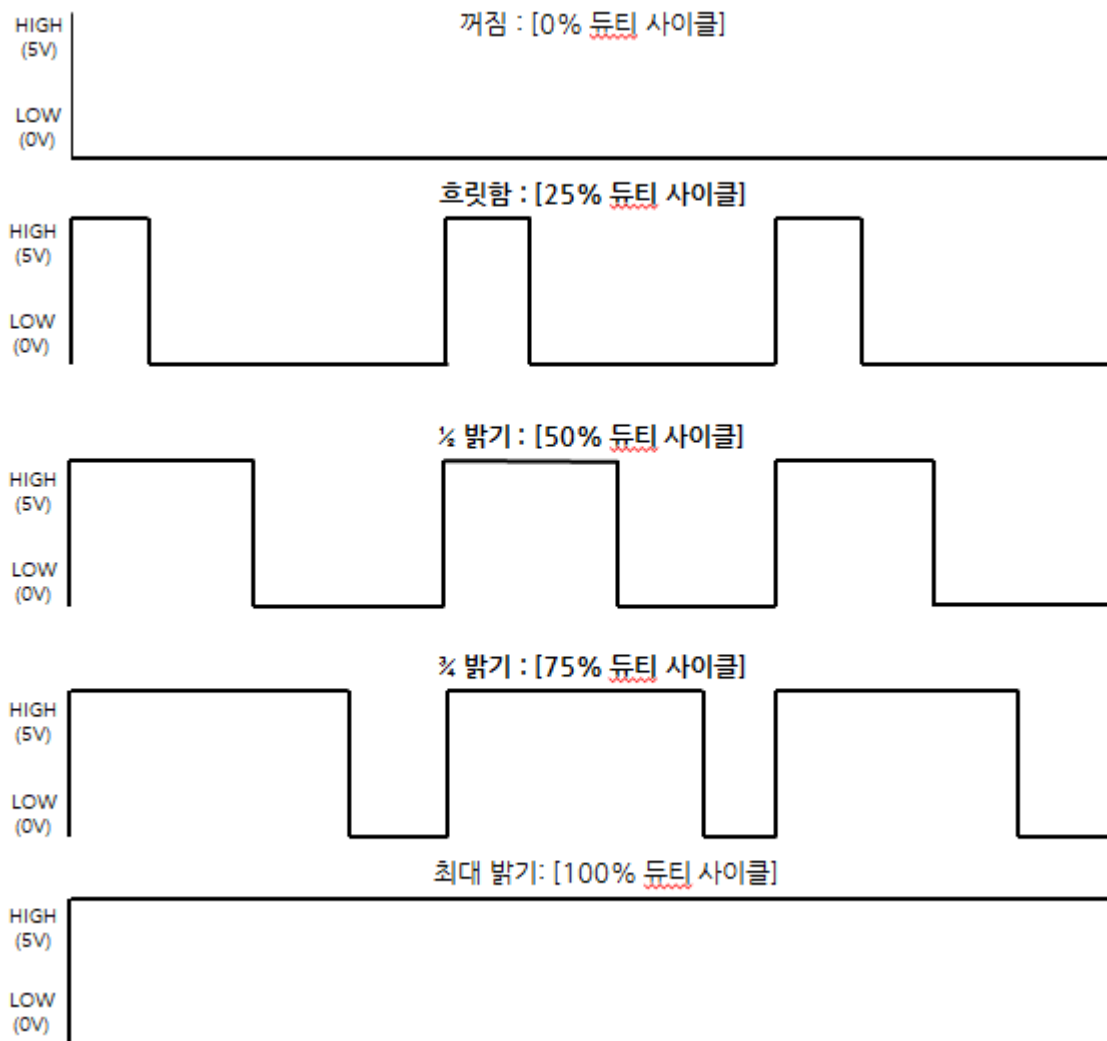 꺼짐 : [0% 듀티 사이클]
HIGH
(5V)
LOW
(0V)
흐릿함 : [25% 듀티 사이클]
HIGH
(5V)
LOW
(0V)
½ 밝기 : [50% 듀티 사이클]
HIGH
(5V)
LOW
(0V)
¾ 밝기 : [75% 듀티 사이클]
HIGH
(5V)
LOW
(0V)
최대 밝기: [100% 듀티 사이클]
HIGH
(5V)
LOW
(0V)